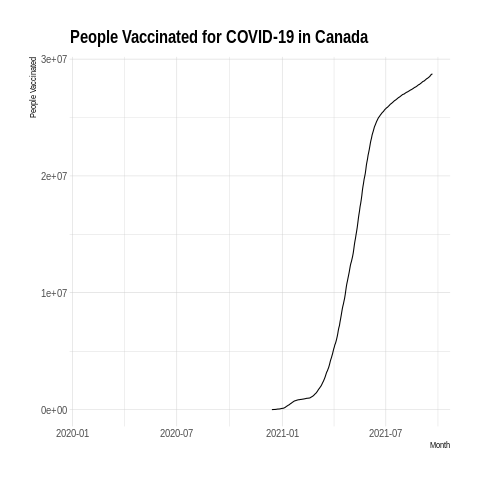 People Vaccinated for COVID-19 in Canada
People Vaccinated
3e+07
2e+07
1e+07
0e+00
2020-01 2020-07 2021-01 2021-07
Month